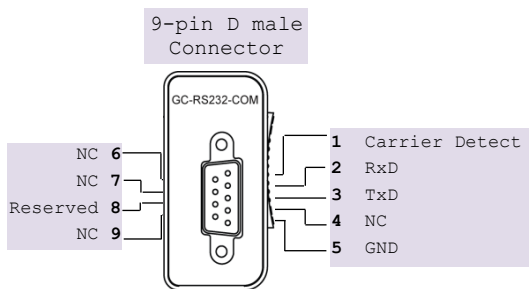 9-pin D male
Connector
GC-RS232-COM
NC 6
NC 7
Reserved 8
NC 9
1 Carrier Detect
2 RxD
3 TxD
4 NC
5 GND